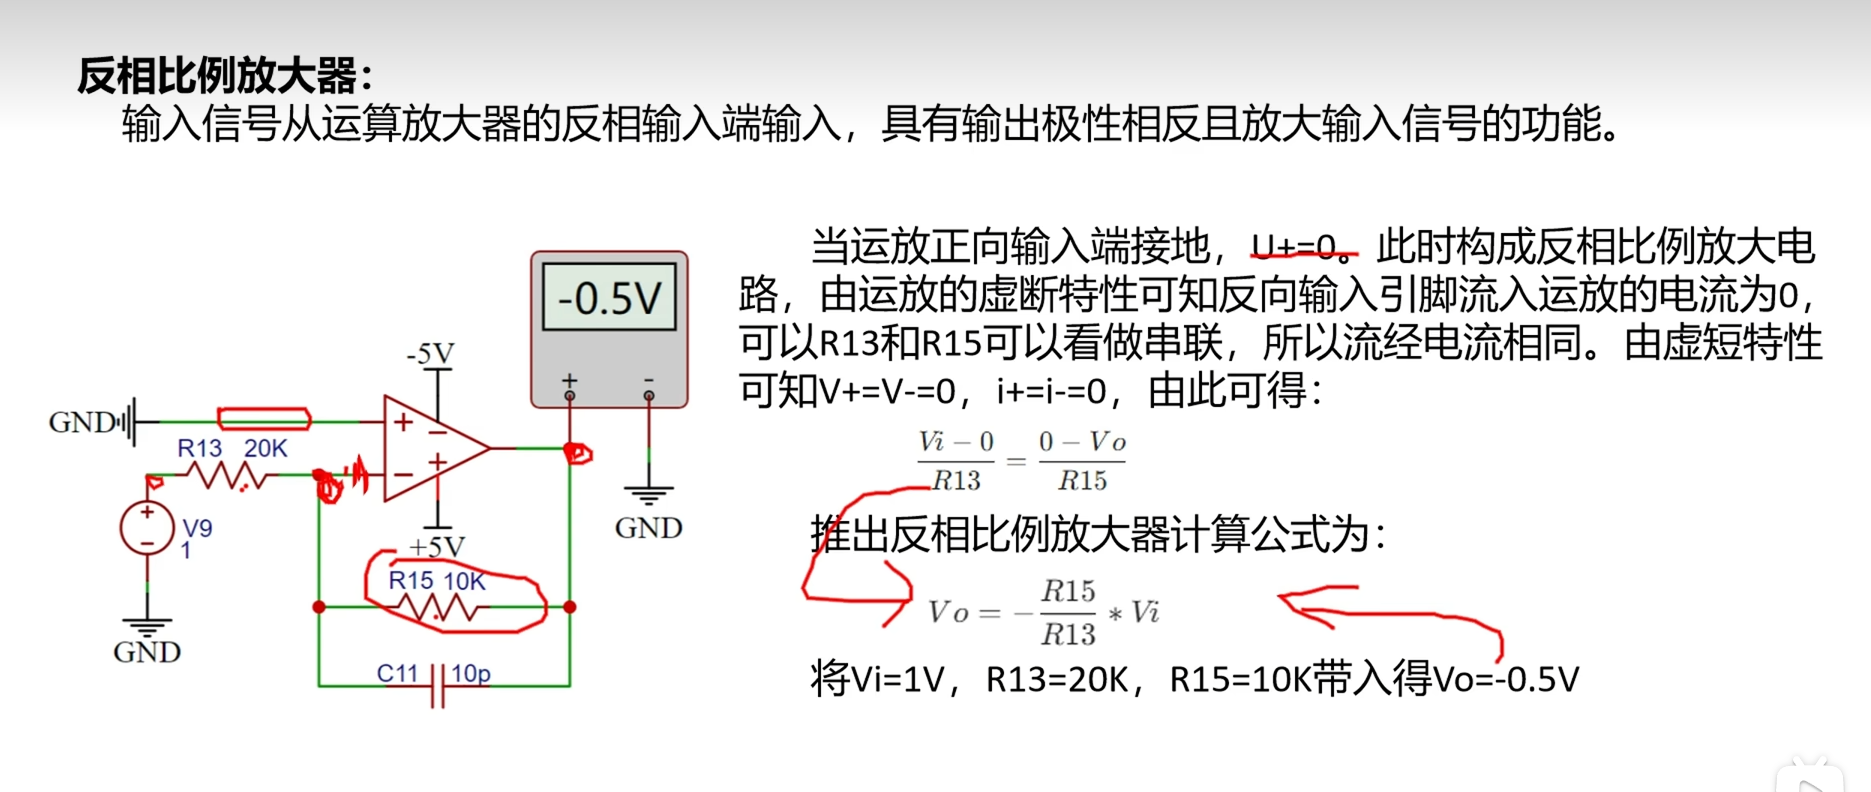 反相比例放大器：
输入信号从运算放大器的反相输入端输入，具有输出极性相反且放大输入信号的功能。
当运放正向输入端接地，U+=0。此时构成反相比例放大电
路，由运放的虚断特性可知反向输入引脚流入运放的电流为0，
可以R13和R15可以看做串联，所以流经电流相同。由虚短特性
可知V+=V-=0，i+=i-=0，由此可得：
Vi − 0 / R13 = 0 − Vo / R15
推出反相比例放大器计算公式为：
Vo = − R15 / R13 * Vi
将Vi=1V，R13=20K，R15=10K带入得Vo=-0.5V
-0.5V
+ -
-5V
GND
+ −
R13 20K
+ −
+
V9
−
1
GND
+5V
GND
R15 10K
C11 10p